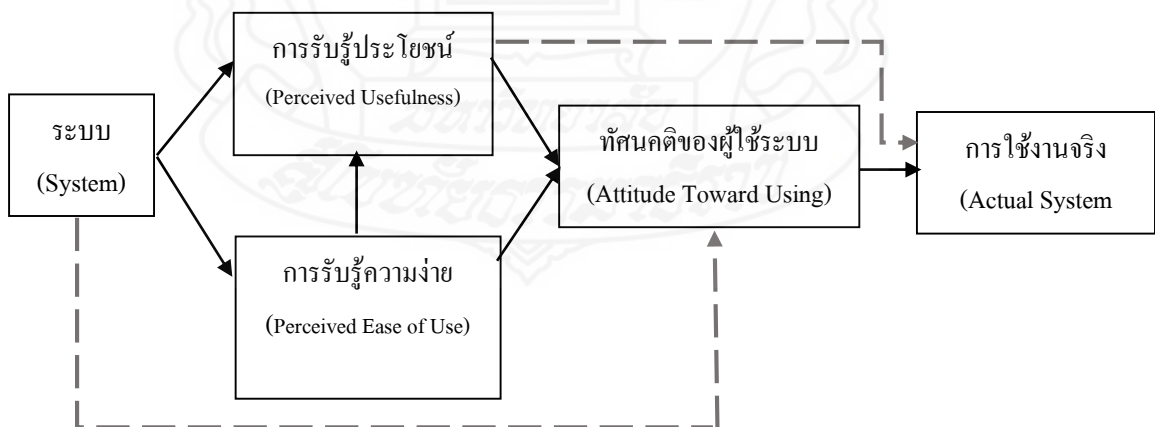 การรับรู้ประโยชน์
(Perceived Usefulness)
ระบบ
(System)
ทัศนคติของผู้ใช้ระบบ
(Attitude Toward Using)
การใช้งานจริง
(Actual System
การรับรู้ความง่าย
(Perceived Ease of Use)